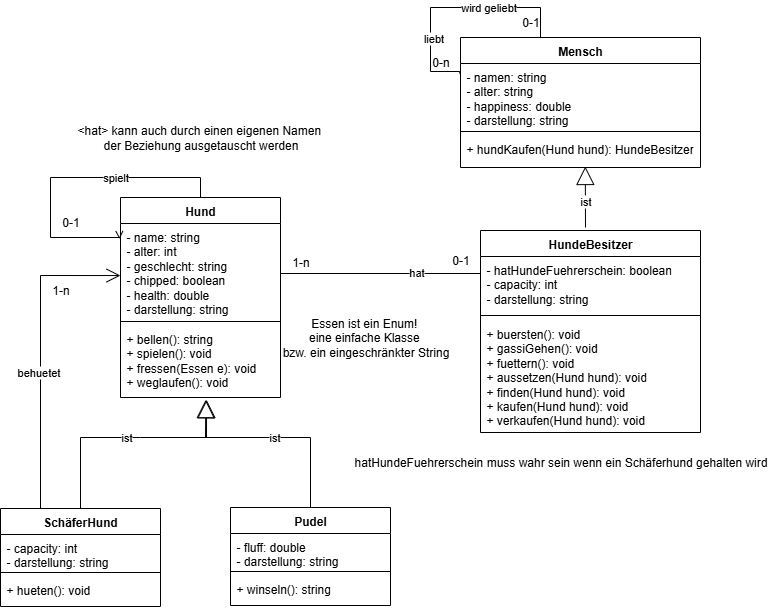 wird geliebt
0-1
liebt
0-n
Mensch
- namen: string
- alter: string
- happiness: double
- darstellung: string
+ hundKaufen(Hund hund): HundeBesitzer
<hat> kann auch durch einen eigenen Namen
der Beziehung ausgetauscht werden
spielt
0-1
Hund
- name: string
- alter: int
- geschlecht: string
- chipped: boolean
- health: double
- darstellung: string
+ bellen(): string
+ spielen(): void
+ fressen(Essen e): void
+ weglaufen(): void
ist
1-n
hat
0-1
HundeBesitzer
- hatHundeFuehrerschein: boolean
- capacity: int
- darstellung: string
+ buersten(): void
+ gassiGehen(): void
+ fuettern(): void
+ aussetzen(Hund hund): void
+ finden(Hund hund): void
+ kaufen(Hund hund): void
+ verkaufen(Hund hund): void
1-n
behuetet
Essen ist ein Enum!
eine einfache Klasse
bzw. ein eingeschränkter String
ist
ist
hatHundeFuehrerschein muss wahr sein wenn ein Schäferhund gehalten wird
SchäferHund
- capacity: int
- darstellung: string
+ hueten(): void
Pudel
- fluff: double
- darstellung: string
+ winseln(): string